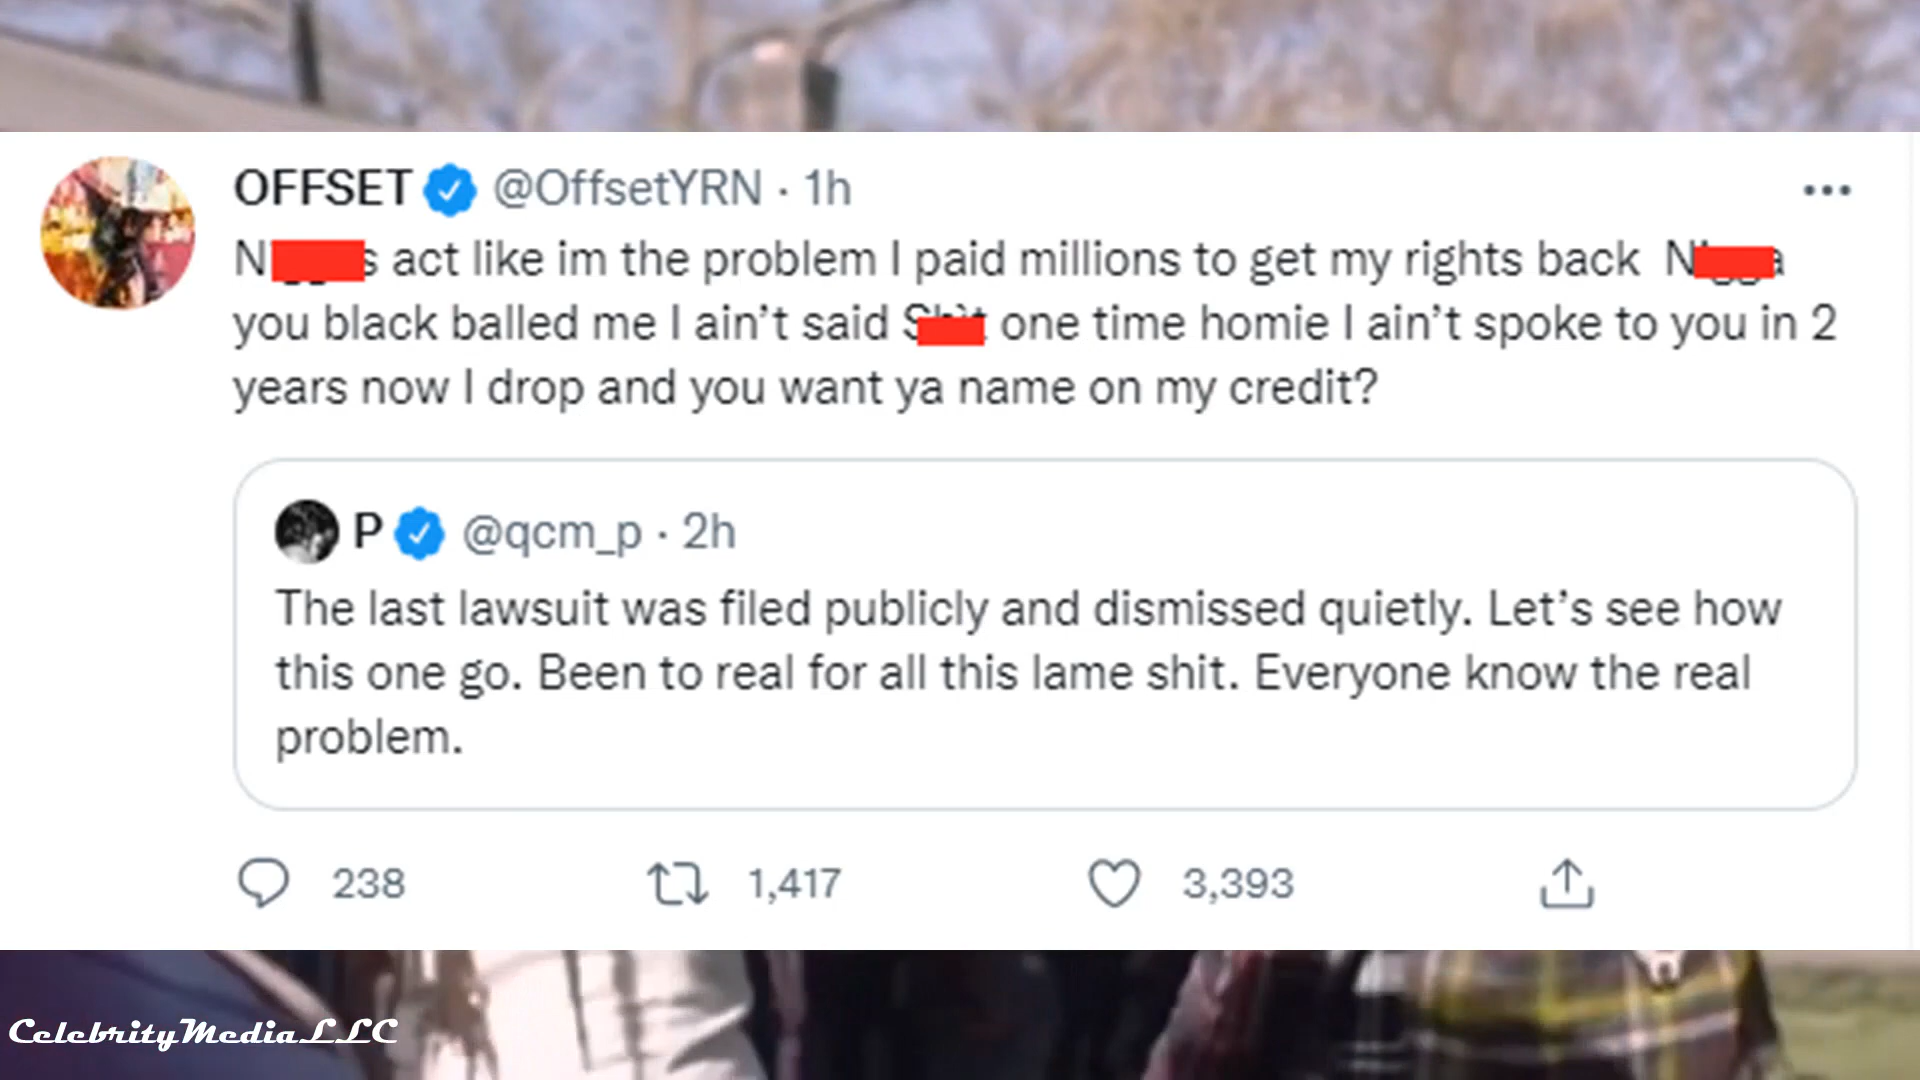 OFFSET @OffsetYRN · 1h
act like im the problem I paid millions to get my rights back
you black balled me I ain't said one time homie I ain't spoke to you in 2
years now I drop and you want ya name on my credit?
P @qcm_p · 2h
The last lawsuit was filed publicly and dismissed quietly. Let's see how
this one go. Been to real for all this lame shit. Everyone know the real
problem.
238 1,417 3,393
CelebrityMediaLLC